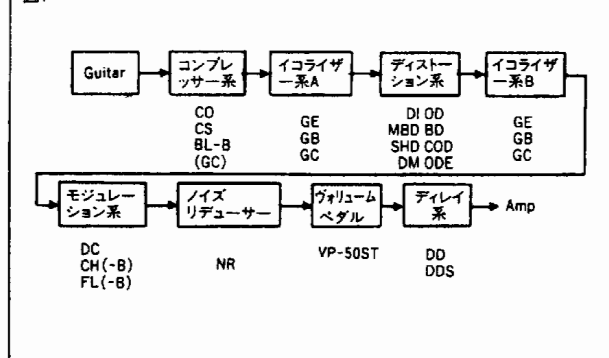 Guitar
コンプレ
ッサー系
イコライザ
ー系A
ディストー
ション系
イコライザ
ー系B
CO
CS
BL-B
(GC)
GE
GB
GC
DI OD
MBD BD
SHD COD
DM ODE
GE
GB
GC
モジュレー
ション系
ノイズ
リデューサー
ヴォリューム
ペダル
ディレイ
系
Amp
DC
CH(-B)
FL(-B)
NR
VP-50ST
DD
DDS